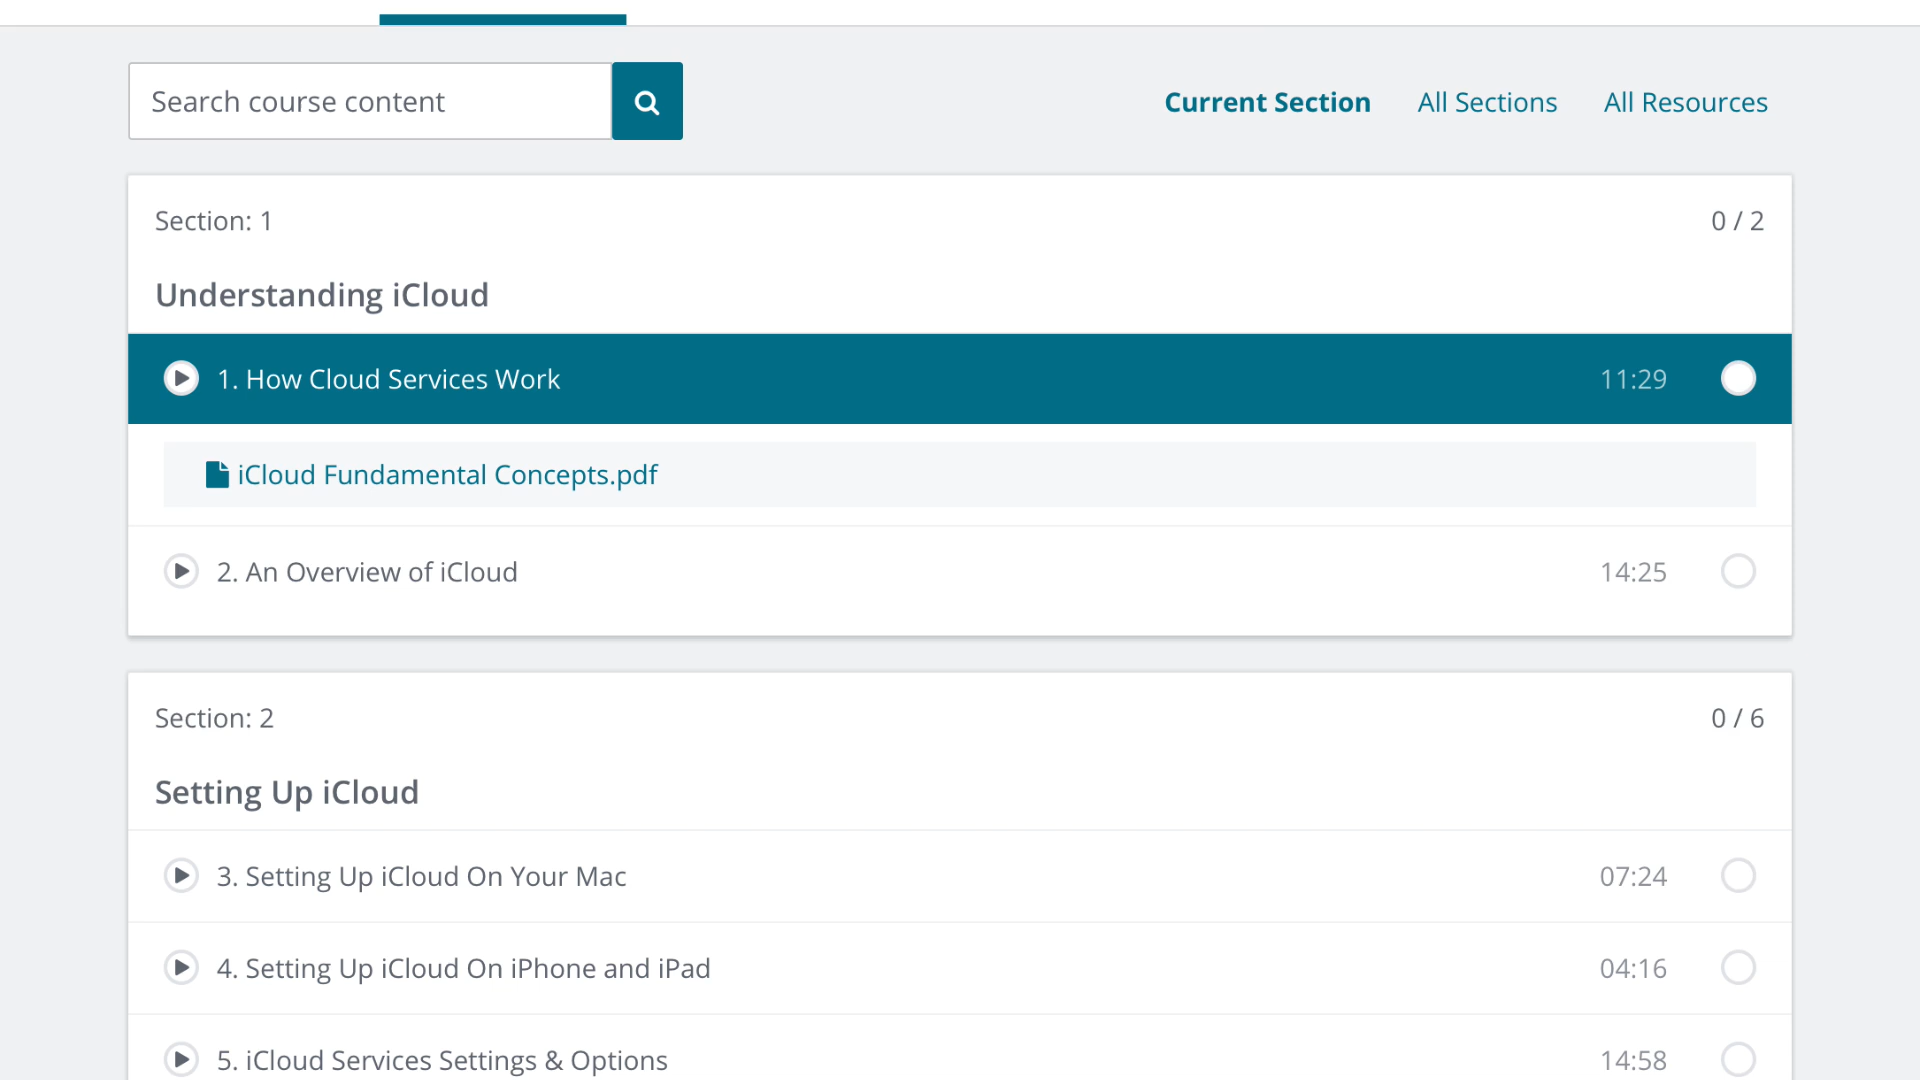 Search course content
Current Section All Sections All Resources
Section: 1 0 / 2
Understanding iCloud
1. How Cloud Services Work 11:29
iCloud Fundamental Concepts.pdf
2. An Overview of iCloud 14:25
Section: 2 0 / 6
Setting Up iCloud
3. Setting Up iCloud On Your Mac 07:24
4. Setting Up iCloud On iPhone and iPad 04:16
5. iCloud Services Settings & Options 14:58